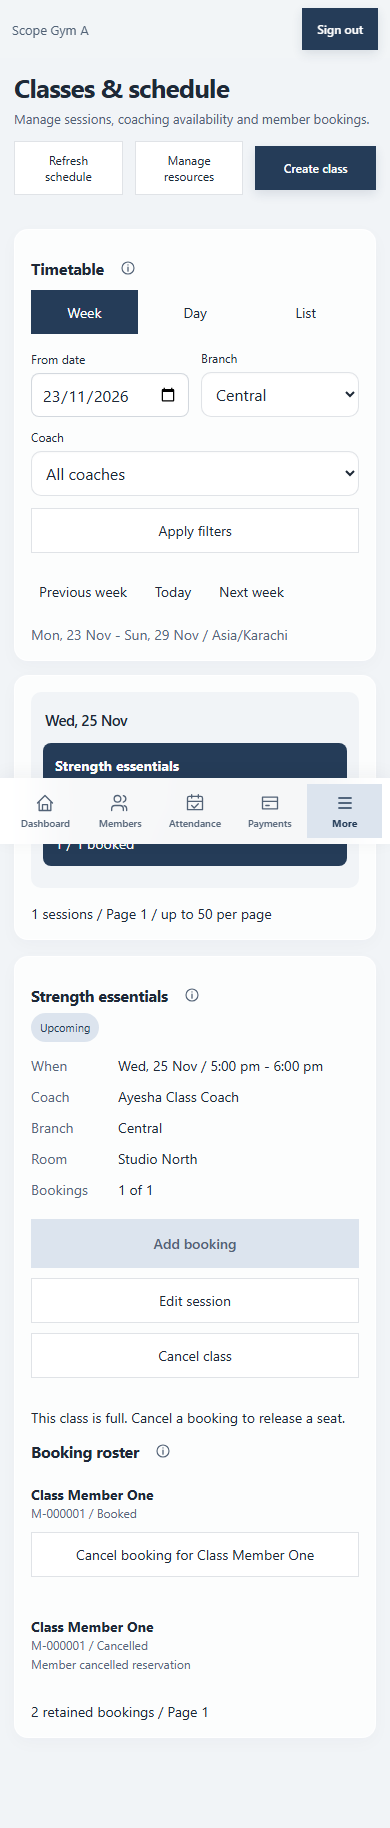 Scope Gym A
Sign out
Classes & schedule
Manage sessions, coaching availability and member bookings.
Refresh
schedule
Manage
resources
Create class
Timetable
Week
Day
List
From date
Branch
23/11/2026
Central
Coach
All coaches
Apply filters
Previous week
Today
Next week
Mon, 23 Nov - Sun, 29 Nov / Asia/Karachi
Wed, 25 Nov
Strength essentials
Dashboard
Members
Attendance
Payments
More
1 / 1 booked
1 sessions / Page 1 / up to 50 per page
Strength essentials
Upcoming
When Wed, 25 Nov / 5:00 pm - 6:00 pm
Coach Ayesha Class Coach
Branch Central
Room Studio North
Bookings 1 of 1
Add booking
Edit session
Cancel class
This class is full. Cancel a booking to release a seat.
Booking roster
Class Member One
M-000001 / Booked
Cancel booking for Class Member One
Class Member One
M-000001 / Cancelled
Member cancelled reservation
2 retained bookings / Page 1